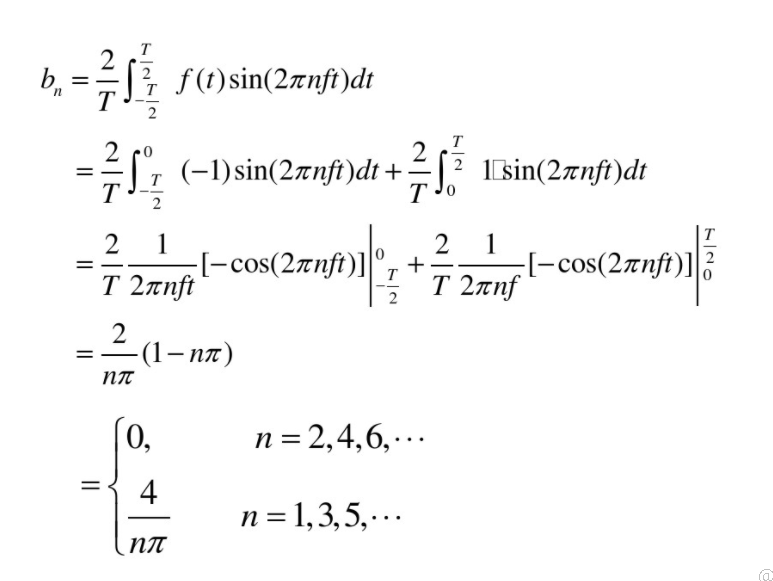 b_n = \frac{2}{T} \int_{-\frac{T}{2}}^{\frac{T}{2}} f(t)\sin(2\pi nft)dt
= \frac{2}{T} \int_{-\frac{T}{2}}^{0} (-1)\sin(2\pi nft)dt + \frac{2}{T} \int_{0}^{\frac{T}{2}} 1□\sin(2\pi nft)dt
= \frac{2}{T} \frac{1}{2\pi nft} [-\cos(2\pi nft)] \Big|_{-\frac{T}{2}}^{0} + \frac{2}{T} \frac{1}{2\pi nf} [-\cos(2\pi nft)] \Big|_{0}^{\frac{T}{2}}
= \frac{2}{n\pi} (1 - n\pi)
= \begin{cases} 0, & n = 2,4,6,\cdots \\ \frac{4}{n\pi} & n = 1,3,5,\cdots \end{cases}
@